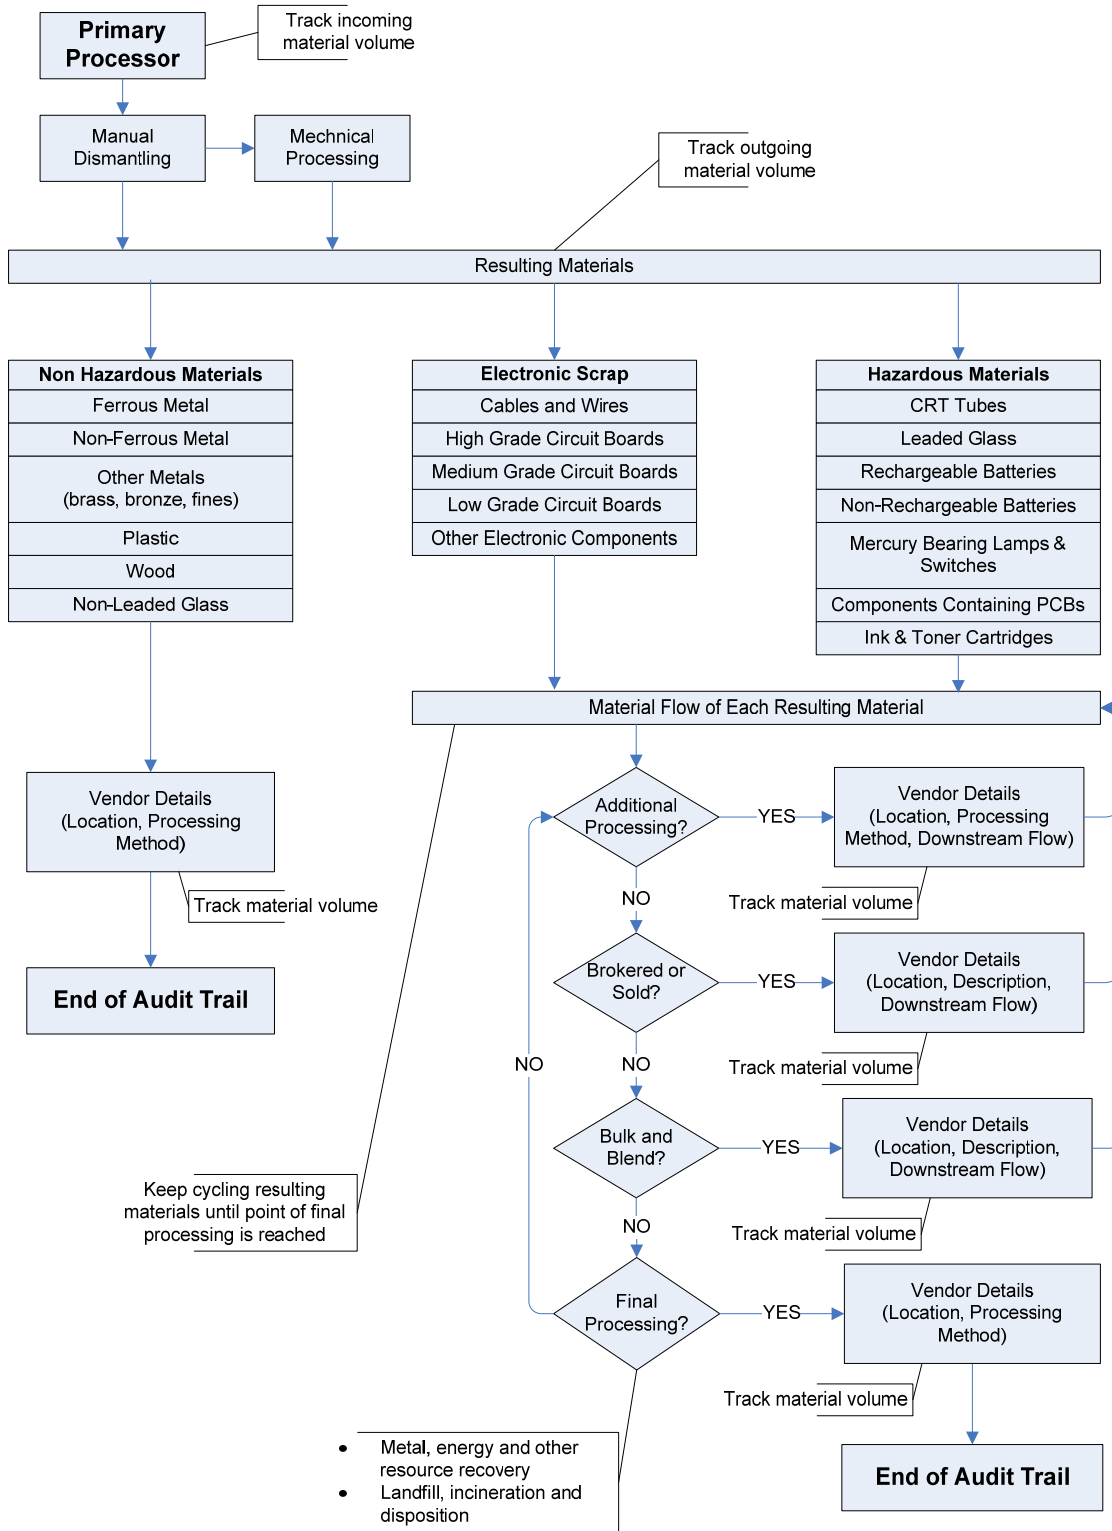 Primary
Processor
Track incoming
material volume
Manual
Dismantling
Mechnical
Processing
Track outgoing
material volume
Resulting Materials
Non Hazardous Materials
Ferrous Metal
Non-Ferrous Metal
Other Metals
(brass, bronze, fines)
Plastic
Wood
Non-Leaded Glass
Electronic Scrap
Cables and Wires
High Grade Circuit Boards
Medium Grade Circuit Boards
Low Grade Circuit Boards
Other Electronic Components
Hazardous Materials
CRT Tubes
Leaded Glass
Rechargeable Batteries
Non-Rechargeable Batteries
Mercury Bearing Lamps &
Switches
Components Containing PCBs
Ink & Toner Cartridges
Material Flow of Each Resulting Material
Vendor Details
(Location, Processing
Method)
Track material volume
End of Audit Trail
Additional
Processing?
YES
Vendor Details
(Location, Processing
Method, Downstream Flow)
Track material volume
NO
Brokered or
Sold?
YES
Vendor Details
(Location, Description,
Downstream Flow)
Track material volume
NO
NO
Bulk and
Blend?
YES
Vendor Details
(Location, Description,
Downstream Flow)
Track material volume
Keep cycling resulting
materials until point of final
processing is reached
NO
Final
Processing?
YES
Vendor Details
(Location, Processing
Method)
Track material volume
• Metal, energy and other
resource recovery
• Landfill, incineration and
disposition
End of Audit Trail